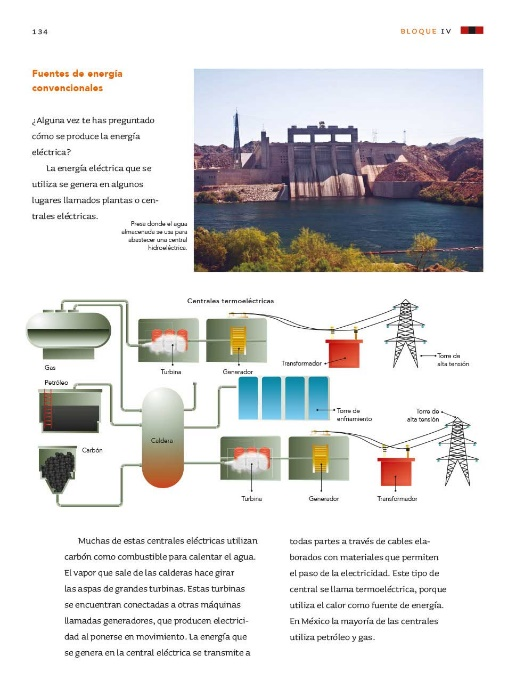 134
BLOQUE IV
Fuentes de energía
convencionales
¿Alguna vez te has preguntado
cómo se produce la energía
eléctrica?
La energía eléctrica que se
utiliza se genera en algunos
lugares llamados plantas o cen-
trales eléctricas.
Presa donde el agua
almacenada se usa para
abastecer una central
hidroeléctrica.
Centrales termoeléctricas
Gas
Turbina
Generador
Transformador
Torre de
alta tensión
Petróleo
Carbón
Caldera
Torre de
enfriamiento
Torre de
alta tensión
Turbina
Generador
Transformador
Muchas de estas centrales eléctricas utilizan
carbón como combustible para calentar el agua.
El vapor que sale de las calderas hace girar
las aspas de grandes turbinas. Estas turbinas
se encuentran conectadas a otras máquinas
llamadas generadores, que producen electrici-
dad al ponerse en movimiento. La energía que
se genera en la central eléctrica se transmite a
todas partes a través de cables ela-
borados con materiales que permiten
el paso de la electricidad. Este tipo de
central se llama termoeléctrica, porque
utiliza el calor como fuente de energía.
En México la mayoría de las centrales
utiliza petróleo y gas.